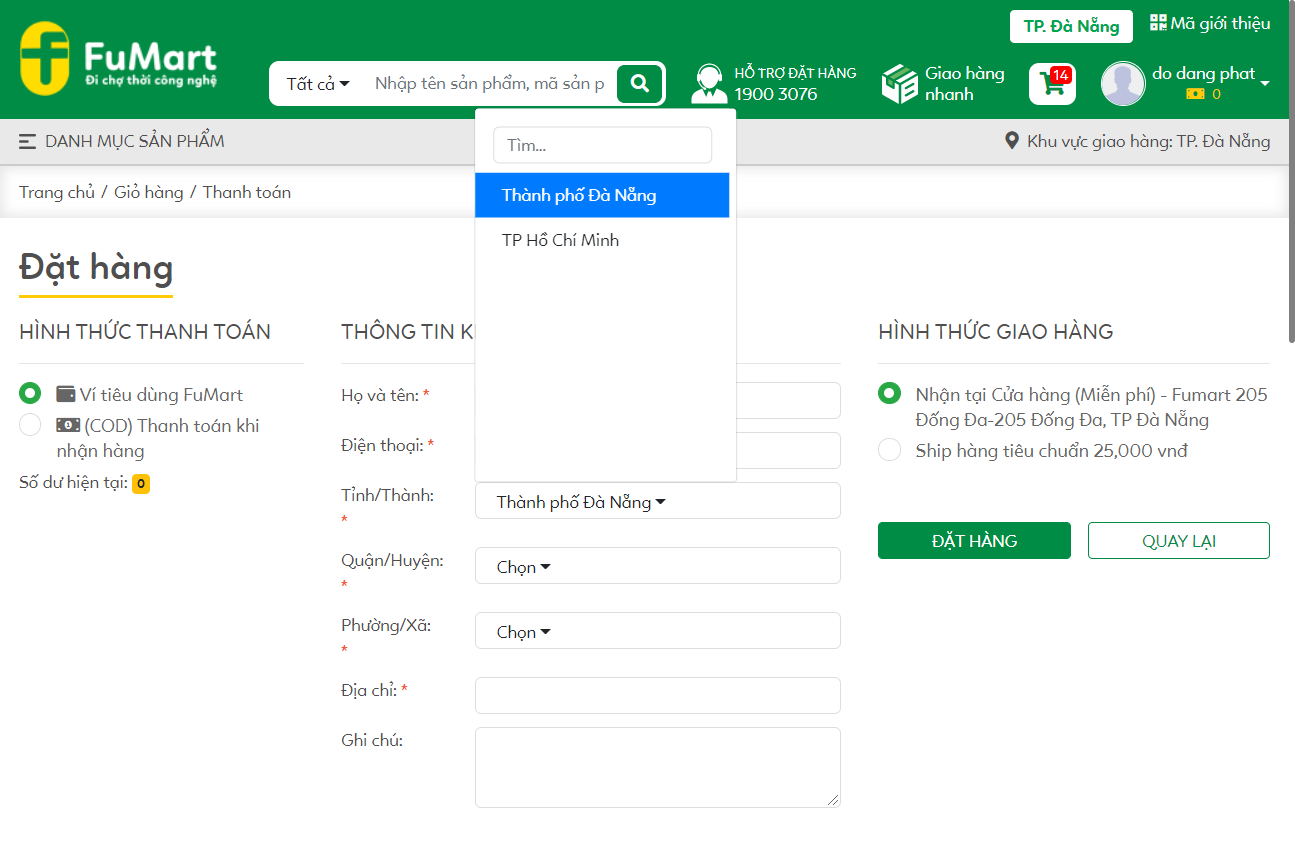 TP. Đà Nẵng
Mã giới thiệu
FuMart
Đi chợ thời công nghệ
Tất cả
Nhập tên sản phẩm, mã sản p
HỖ TRỢ ĐẶT HÀNG
1900 3076
Giao hàng
nhanh
14
do dang phat
0
DANH MỤC SẢN PHẨM
Khu vực giao hàng: TP. Đà Nẵng
Tìm...
Trang chủ / Giỏ hàng / Thanh toán
Thành phố Đà Nẵng
TP Hồ Chí Minh
Đặt hàng
HÌNH THỨC THANH TOÁN
Ví tiêu dùng FuMart
(COD) Thanh toán khi
nhận hàng
Số dư hiện tại: 0
THÔNG TIN K
Họ và tên: *
Điện thoại: *
Tỉnh/Thành:
*
Thành phố Đà Nẵng
Quận/Huyện:
*
Chọn
Phường/Xã:
*
Chọn
Địa chỉ: *
Ghi chú:
HÌNH THỨC GIAO HÀNG
Nhận tại Cửa hàng (Miễn phí) - Fumart 205
Đống Đa-205 Đống Đa, TP Đà Nẵng
Ship hàng tiêu chuẩn 25,000 vnđ
ĐẶT HÀNG
QUAY LẠI